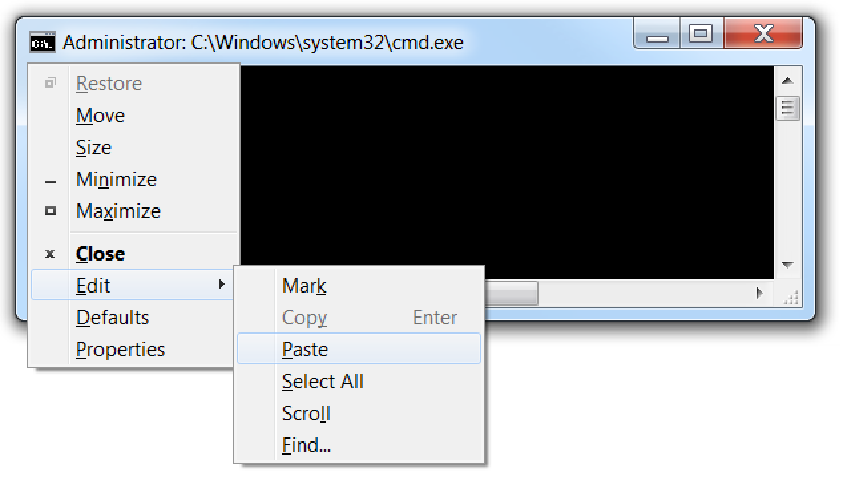 Administrator: C:\Windows\system32\cmd.exe
Restore
Move
Size
Minimize
Maximize
Close
Edit
Defaults
Properties
Mark
Copy Enter
Paste
Select All
Scroll
Find...